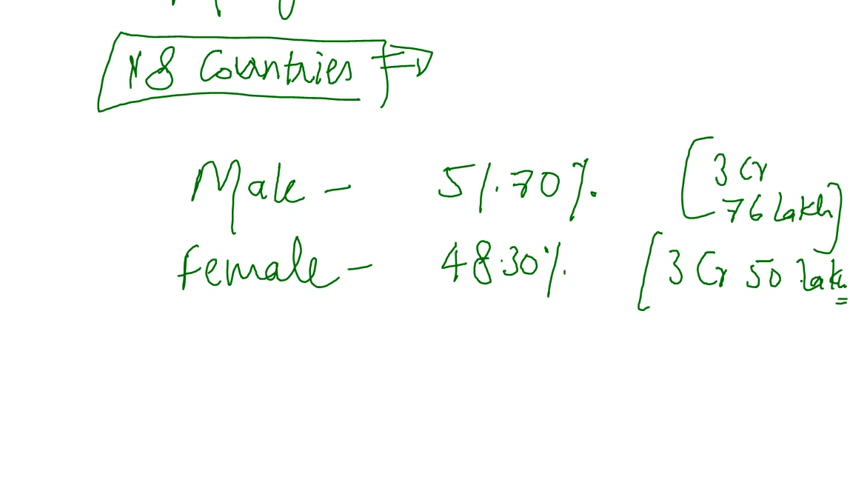 18 Countries ⇒
Male - 51.70% [3 Cr
76 Lakh]
Female - 48.30% [3 Cr 50 Lakh